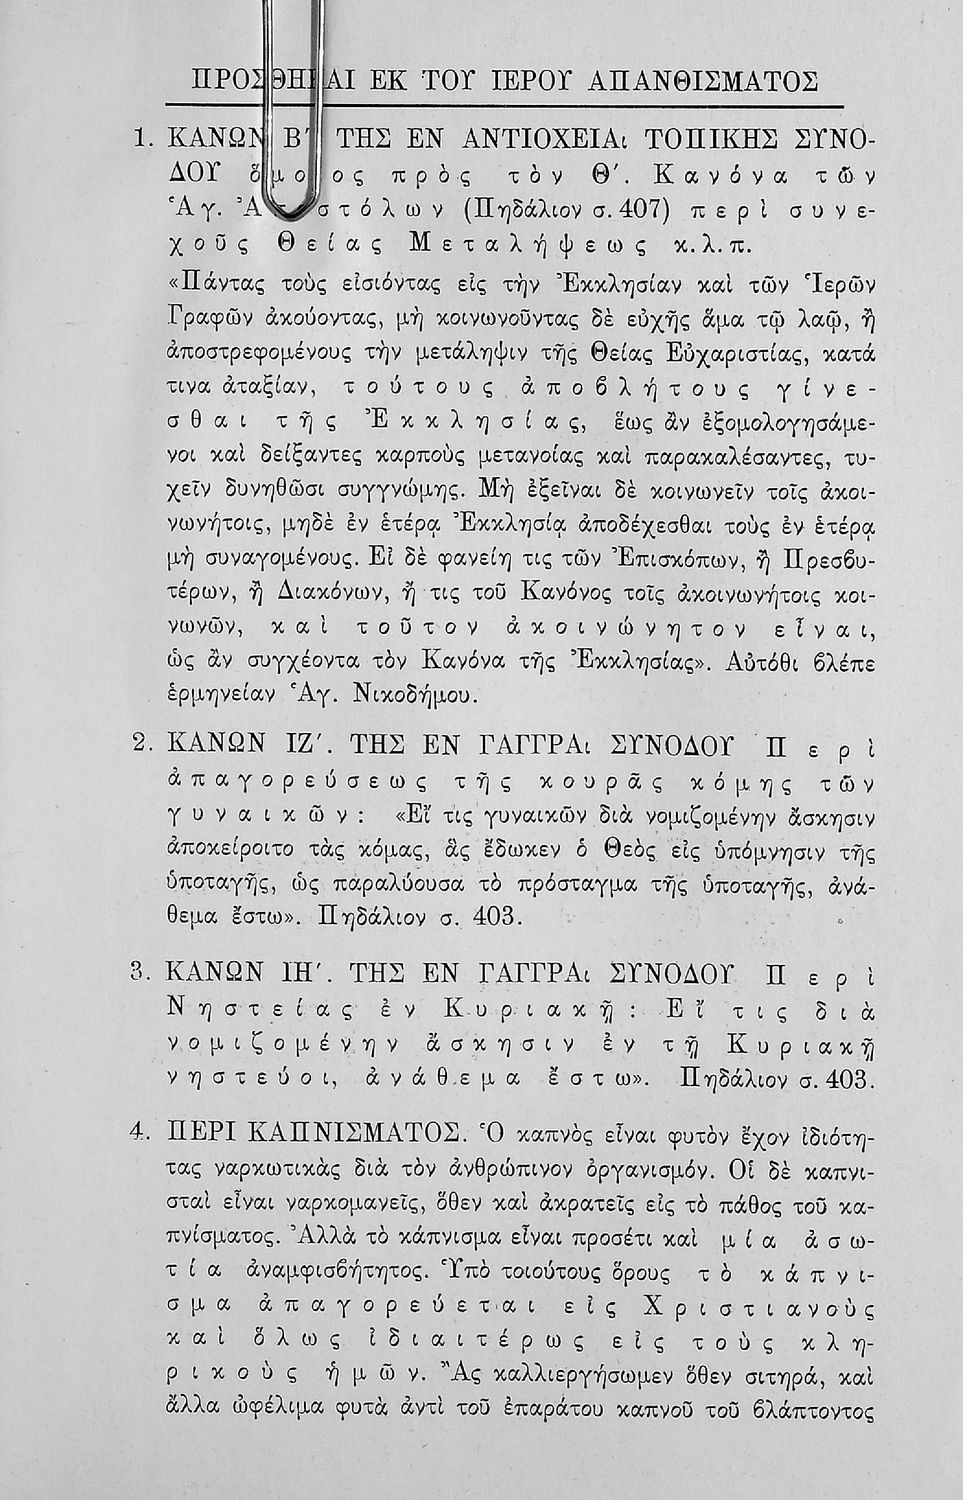 ΠΡΟΣΘΗΚΑΙ ΕΚ ΤΟΥ ΙΕΡΟΥ ΑΠΑΝΘΙΣΜΑΤΟΣ
1. ΚΑΝΩΝ Β΄ ΤΗΣ ΕΝ ΑΝΤΙΟΧΕΙΑι ΤΟΠΙΚΗΣ ΣΥΝΟ-
ΔΟΥ ὅμοιος πρὸς τὸν Θ΄. Κανόνα τῶν
Ἁγ. Ἀποστόλων (Πηδάλιον σ. 407) περὶ συνε-
χοῦς Θείας Μεταλήψεως κ.λ.π.
«Πάντας τοὺς εἰσιόντας εἰς τὴν Ἐκκλησίαν καὶ τῶν Ἱερῶν
Γραφῶν ἀκούοντας, μὴ κοινωνοῦντας δὲ εὐχῆς ἅμα τῷ λαῷ, ἢ
ἀποστρεφομένους τὴν μετάληψιν τῆς Θείας Εὐχαριστίας, κατά
τινα ἀταξίαν, τούτους ἀποβλήτους γίνε-
σθαι τῆς Ἐκκλησίας, ἕως ἂν ἐξομολογησάμε-
νοι καὶ δείξαντες καρποὺς μετανοίας καὶ παρακαλέσαντες, τυ-
χεῖν δυνηθῶσι συγγνώμης. Μὴ ἐξεῖναι δὲ κοινωνεῖν τοῖς ἀκοι-
νωνήτοις, μηδὲ ἐν ἑτέρᾳ Ἐκκλησίᾳ ἀποδέχεσθαι τοὺς ἐν ἑτέρᾳ
μὴ συναγομένους. Εἰ δὲ φανείη τις τῶν Ἐπισκόπων, ἢ Πρεσβυ-
τέρων, ἢ Διακόνων, ἤ τις τοῦ Κανόνος τοῖς ἀκοινωνήτοις κοι-
νωνῶν, καὶ τοῦτον ἀκοινώνητον εἶναι,
ὡς ἂν συγχέοντα τὸν Κανόνα τῆς Ἐκκλησίας». Αὐτόθι βλέπε
ἑρμηνείαν Ἁγ. Νικοδήμου.
2. ΚΑΝΩΝ ΙΖ΄. ΤΗΣ ΕΝ ΓΑΓΓΡΑι ΣΥΝΟΔΟΥ Περὶ
ἀπαγορεύσεως τῆς κουρᾶς κόμης τῶν
γυναικῶν: «Εἴ τις γυναικῶν διὰ νομιζομένην ἄσκησιν
ἀποκείροιτο τὰς κόμας, ἃς ἔδωκεν ὁ Θεὸς εἰς ὑπόμνησιν τῆς
ὑποταγῆς, ὡς παραλύουσα τὸ πρόσταγμα τῆς ὑποταγῆς, ἀνά-
θεμα ἔστω». Πηδάλιον σ. 403.
3. ΚΑΝΩΝ ΙΗ΄. ΤΗΣ ΕΝ ΓΑΓΓΡΑι ΣΥΝΟΔΟΥ Περὶ
Νηστείας ἐν Κυριακῇ: Εἴ τις διὰ
νομιζομένην ἄσκησιν ἐν τῇ Κυριακῇ
νηστεύοι, ἀνάθεμα ἔστω». Πηδάλιον σ. 403.
4. ΠΕΡΙ ΚΑΠΝΙΣΜΑΤΟΣ. Ὁ καπνὸς εἶναι φυτὸν ἔχον ἰδιότη-
τας ναρκωτικὰς διὰ τὸν ἀνθρώπινον ὀργανισμόν. Οἱ δὲ καπνι-
σταὶ εἶναι ναρκομανεῖς, ὅθεν καὶ ἀκρατεῖς εἰς τὸ πάθος τοῦ κα-
πνίσματος. Ἀλλὰ τὸ κάπνισμα εἶναι προσέτι καὶ μία ἀσω-
τία ἀναμφισβήτητος. Ὑπὸ τοιούτους ὅρους τὸ κάπνι-
σμα ἀπαγορεύεται εἰς Χριστιανοὺς
καὶ ὅλως ἰδιαιτέρως εἰς τοὺς κλη-
ρικοὺς ἡμῶν. Ἂς καλλιεργήσωμεν ὅθεν σιτηρά, καὶ
ἄλλα ὠφέλιμα φυτὰ ἀντὶ τοῦ ἐπαράτου καπνοῦ τοῦ βλάπτοντος